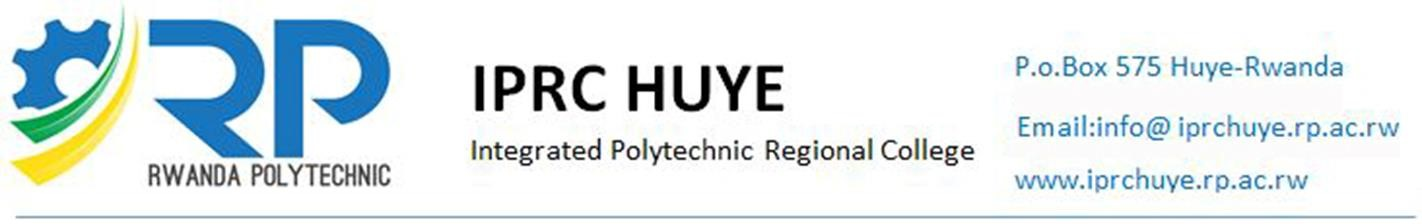 RP
RWANDA POLYTECHNIC
IPRC HUYE
Integrated Polytechnic Regional College
P.o.Box 575 Huye-Rwanda
Email:info@ iprchuye.rp.ac.rw
www.iprchuye.rp.ac.rw